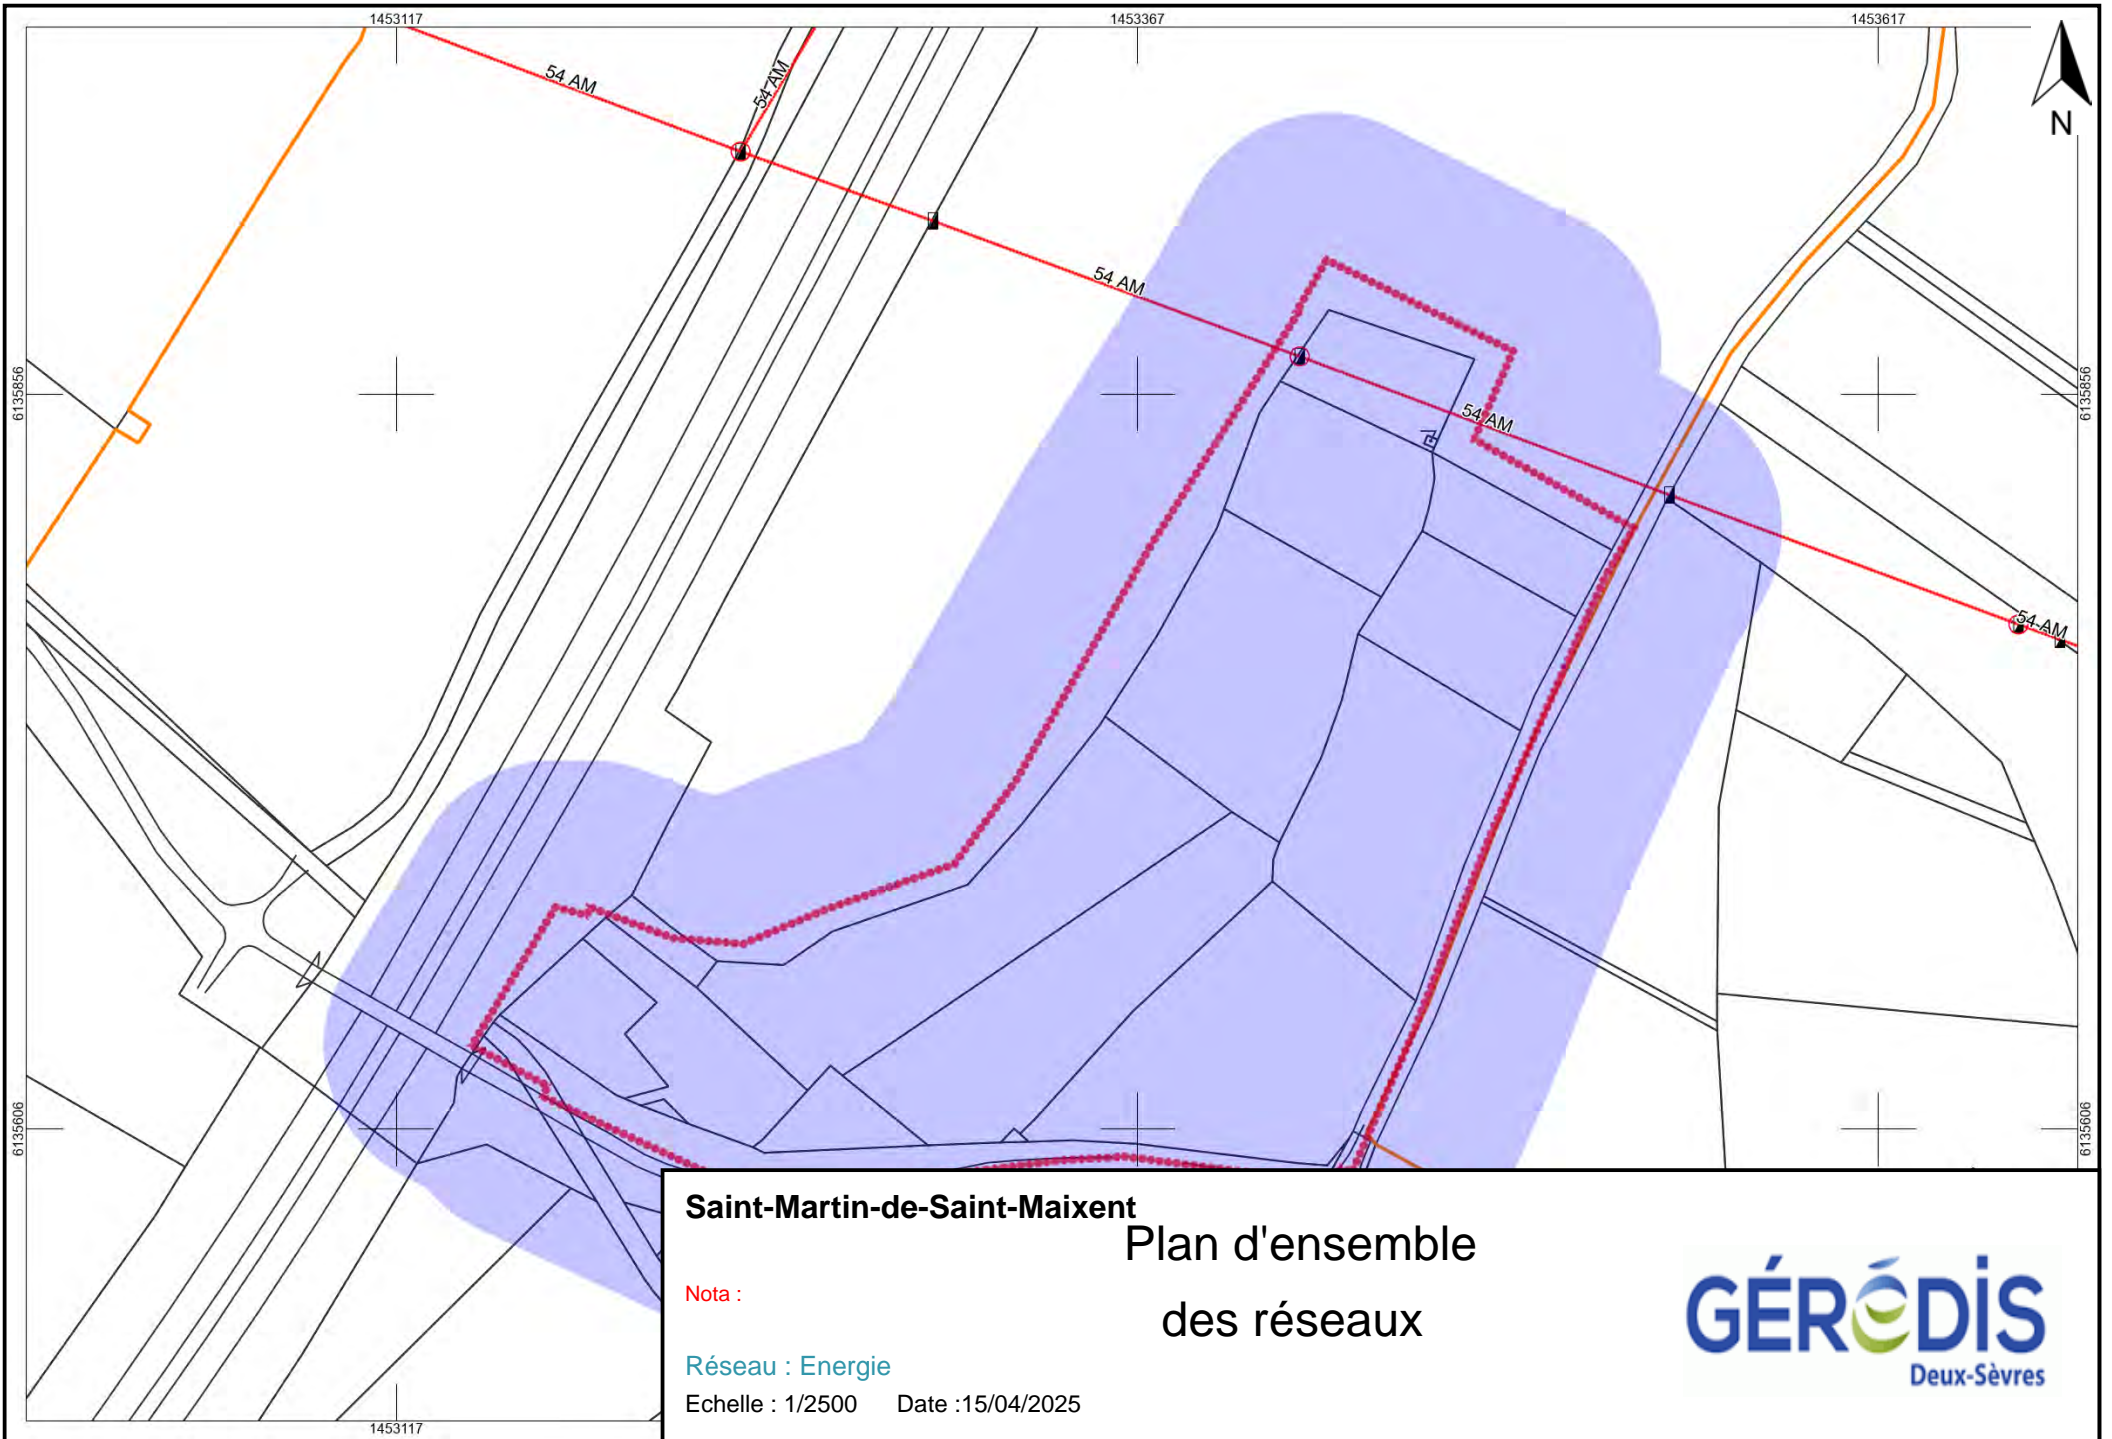 1453117
1453367
1453617
54 AM
54 AM
N
54 AM
6135856
6135856
54 AM
54 AM
6135606
6135606
Saint-Martin-de-Saint-Maixent
Plan d'ensemble
des réseaux
Nota :
Réseau : Energie
Echelle : 1/2500 Date :15/04/2025
GÉRÉDIS
Deux-Sèvres
1453117